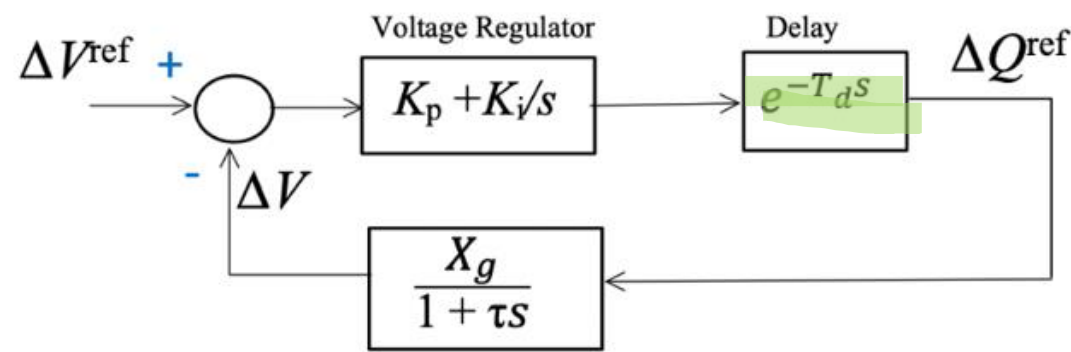 Voltage Regulator
Delay
ΔV^ref
+
K_p + K_i/s
e^{-T_d s}
ΔQ^ref
-
ΔV
X_g
1 + τs